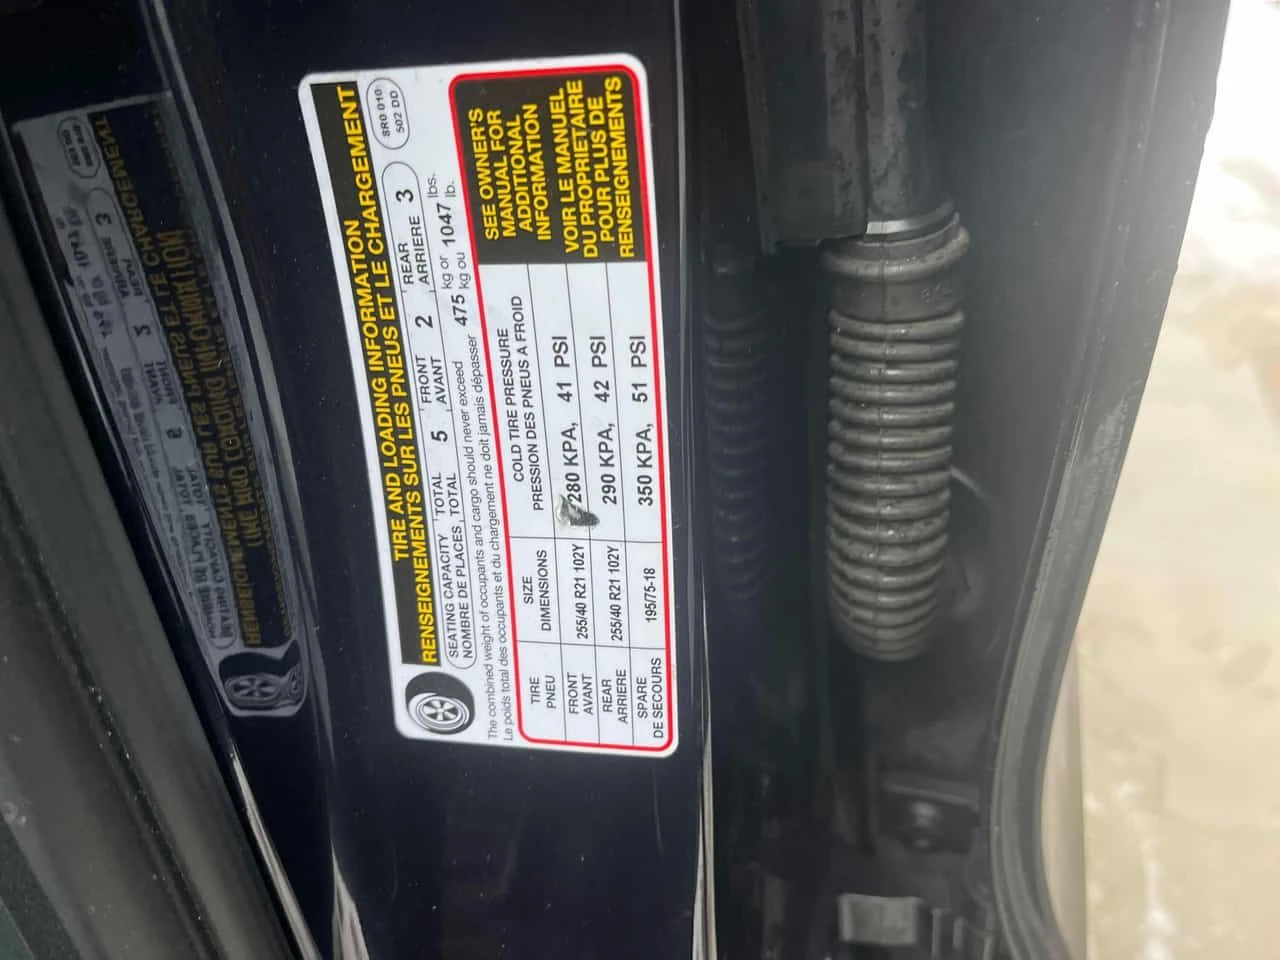 TIRE AND LOADING INFORMATION
RENSEIGNEMENTS SUR LES PNEUS ET LE CHARGEMENT
SEATING CAPACITY TOTAL 5 FRONT 2 REAR 3
NOMBRE DE PLACES TOTAL AVANT ARRIERE
8R0 010
502 DD
The combined weight of occupants and cargo should never exceed 475 kg or 1047 lbs.
Le poids total des occupants et du chargement ne doit jamais dépasser kg ou lb.
TIRE SIZE COLD TIRE PRESSURE
PNEU DIMENSIONS PRESSION DES PNEUS A FROID
FRONT
AVANT 255/40 R21 102Y 280 KPA, 41 PSI
REAR
ARRIERE 255/40 R21 102Y 290 KPA, 42 PSI
SPARE
DE SECOURS 195/75-18 350 KPA, 51 PSI
SEE OWNER'S
MANUAL FOR
ADDITIONAL
INFORMATION
VOIR LE MANUEL
DU PROPRIETAIRE
POUR PLUS DE
RENSEIGNEMENTS